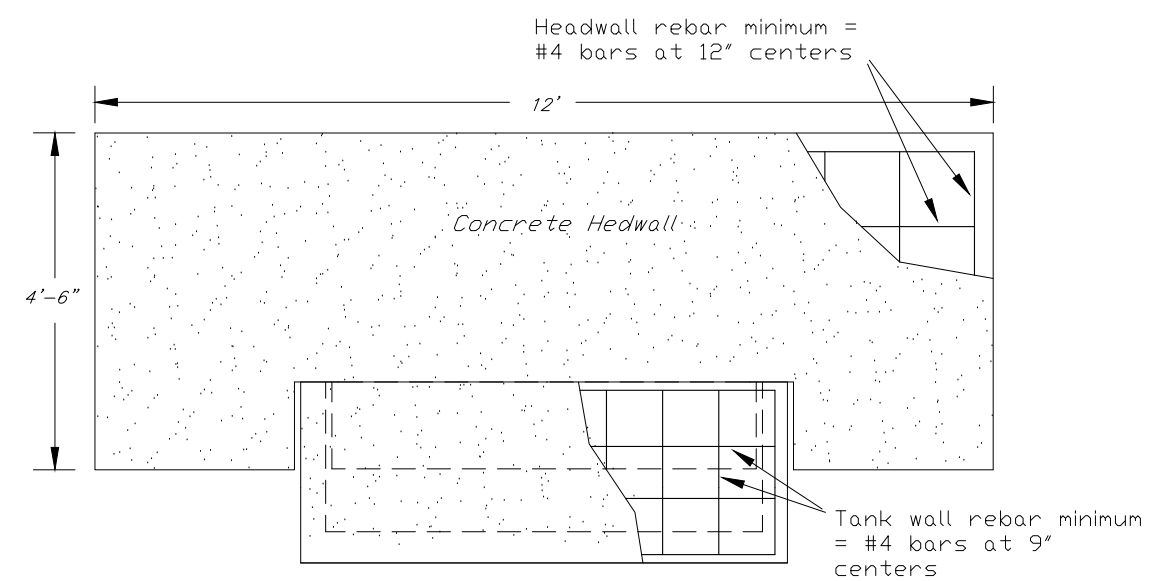 Headwall rebar minimum =
#4 bars at 12" centers
12'
Concrete Hedwall
4'-6"
Tank wall rebar minimum
= #4 bars at 9"
centers